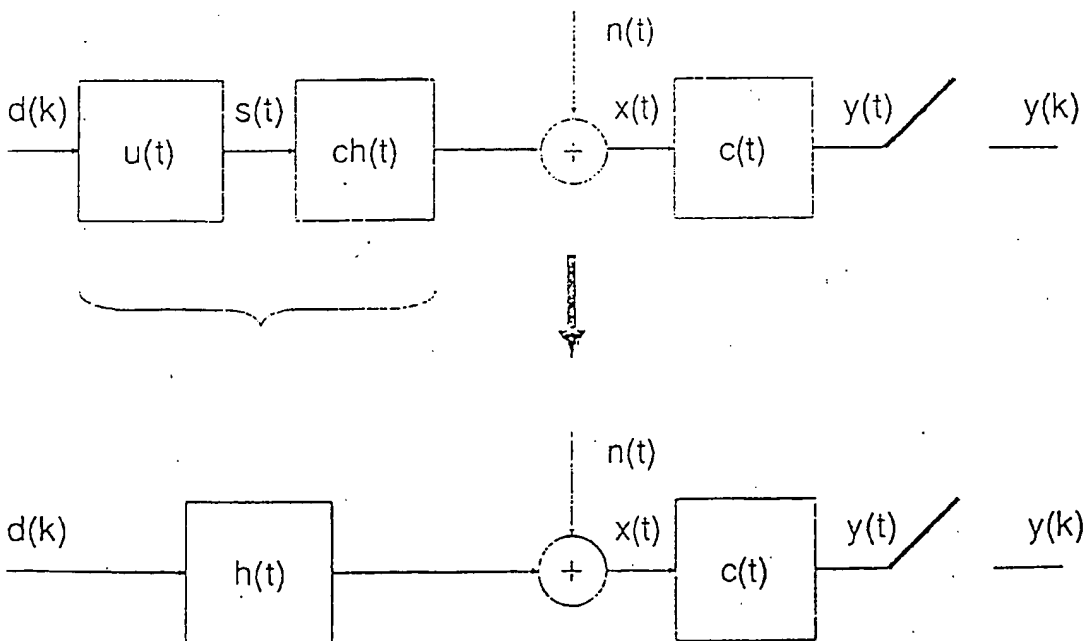 n(t)
d(k) s(t) x(t) y(t) y(k)
u(t) ch(t) + c(t)
n(t)
d(k) x(t) y(t) y(k)
h(t) + c(t)